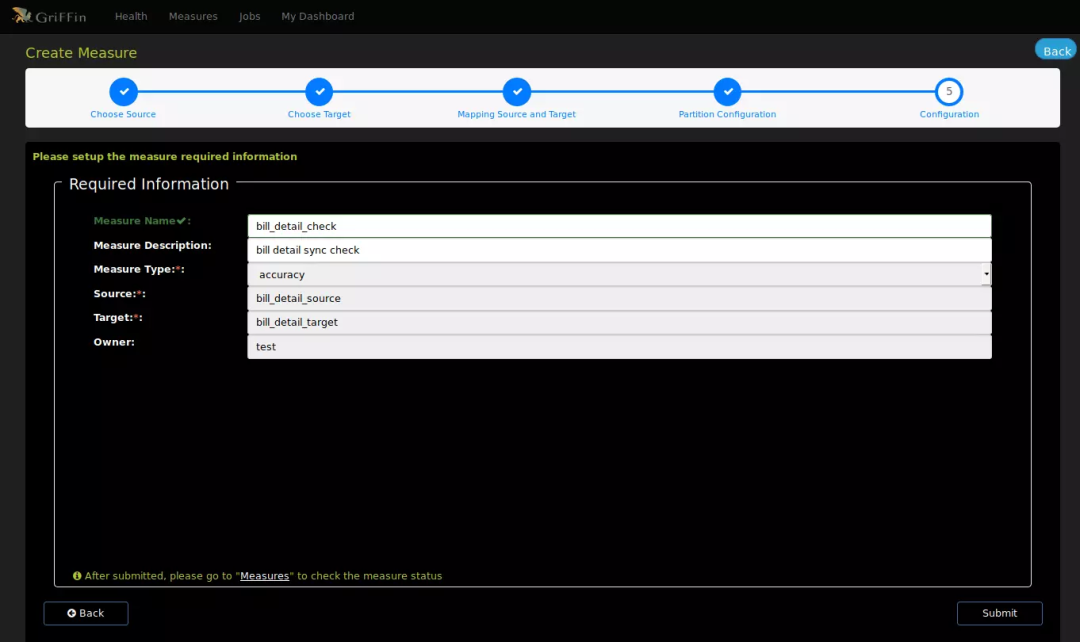 GriFFin Health Measures Jobs My Dashboard
Create Measure
Back
5
Choose Source Choose Target Mapping Source and Target Partition Configuration Configuration
Please setup the measure required information
Required Information
Measure Name✔: bill_detail_check
Measure Description: bill detail sync check
Measure Type:*: accuracy
Source:*: bill_detail_source
Target:*: bill_detail_target
Owner: test
After submitted, please go to "Measures" to check the measure status
Back Submit